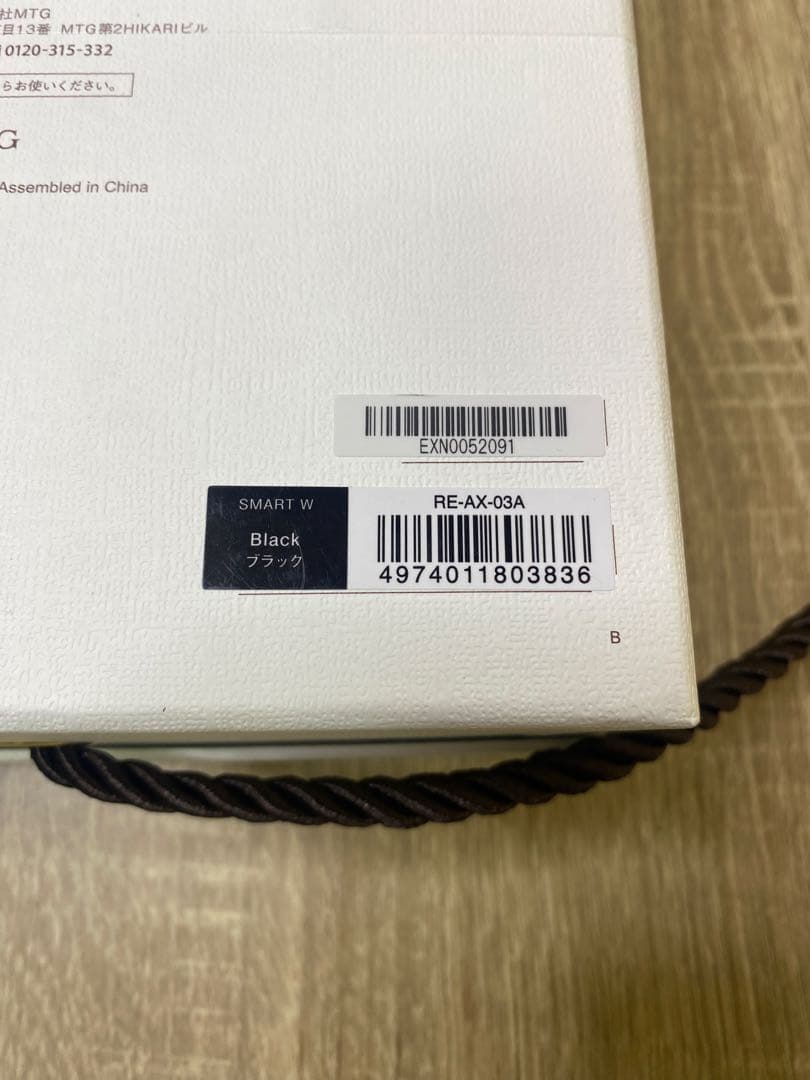 社MTG
目13番 MTG第2HIKARIビル
0120-315-332
らお使いください。
G
Assembled in China
EXN0052091
SMART W
Black
ブラック
RE-AX-03A
4974011803836
B